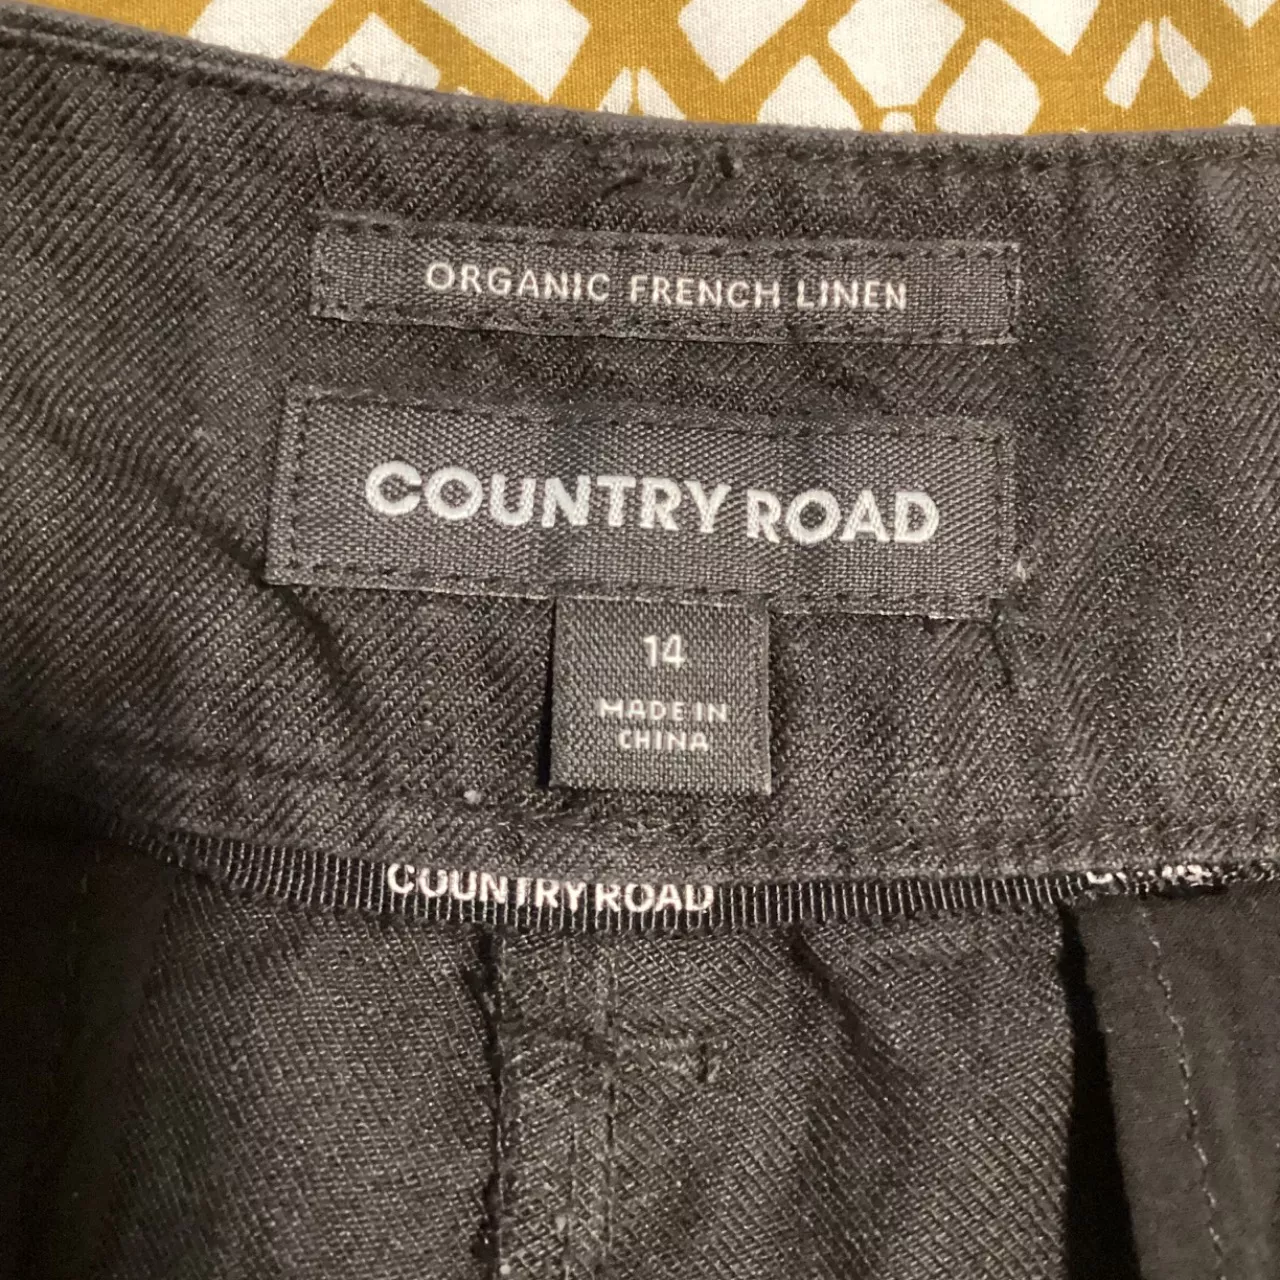 ORGANIC FRENCH LINEN
COUNTRY ROAD
14
MADE IN
CHINA
COUNTRY ROAD